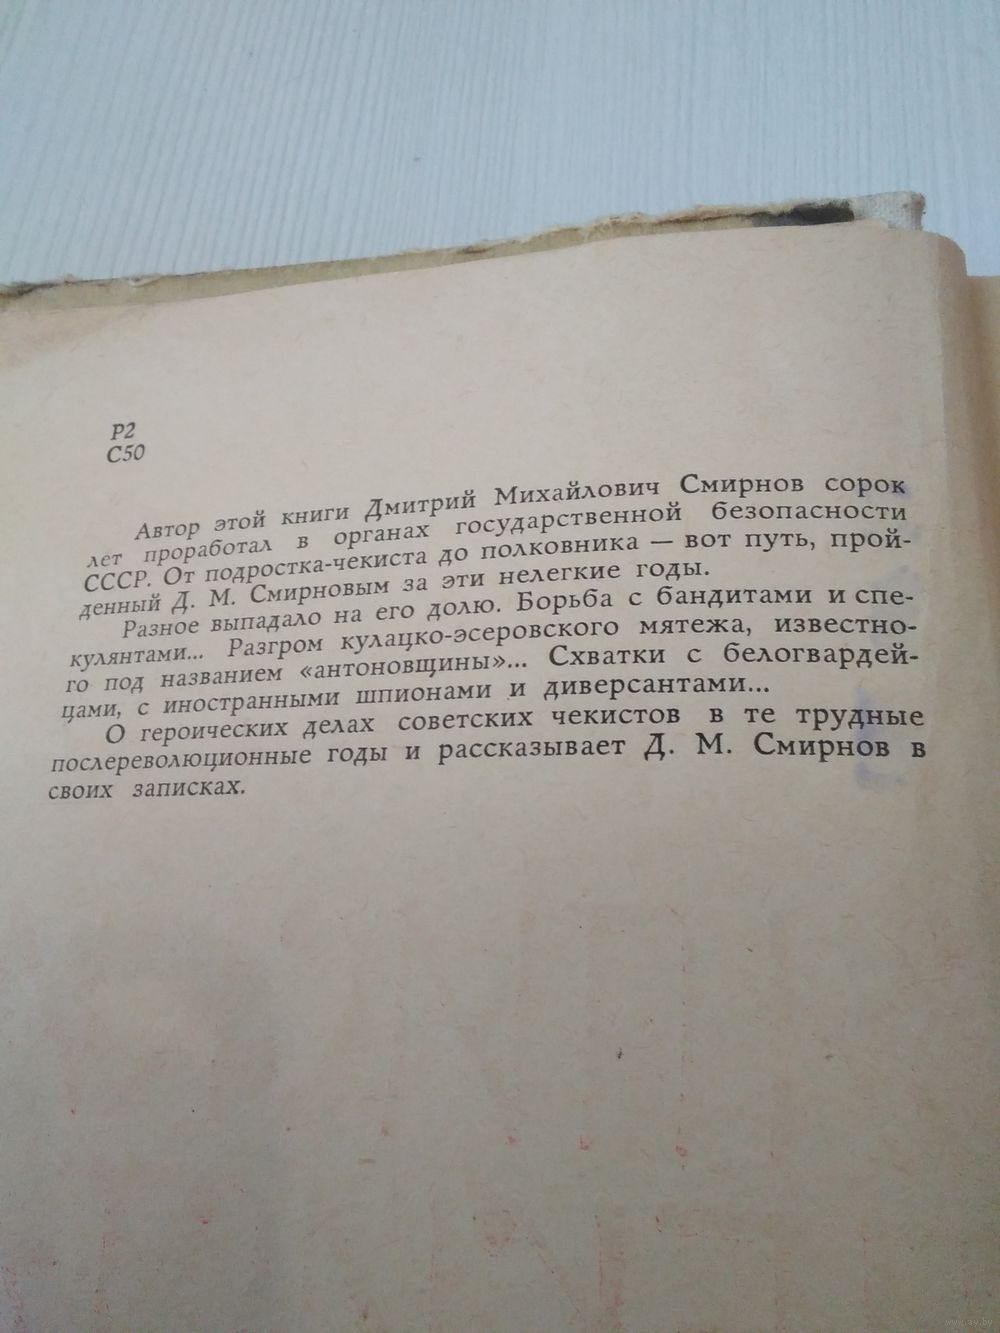 Р2
С50
Автор этой книги Дмитрий Михайлович Смирнов сорок
лет проработал в органах государственной безопасности
СССР. От подростка-чекиста до полковника — вот путь, прой-
денный Д. М. Смирновым за эти нелегкие годы.
Разное выпадало на его долю. Борьба с бандитами и спе-
кулянтами... Разгром кулацко-эсеровского мятежа, известно-
го под названием «антоновщины»... Схватки с белогвардей-
цами, с иностранными шпионами и диверсантами...
О героических делах советских чекистов в те трудные
послереволюционные годы и рассказывает Д. М. Смирнов в
своих записках.
www.ay.by